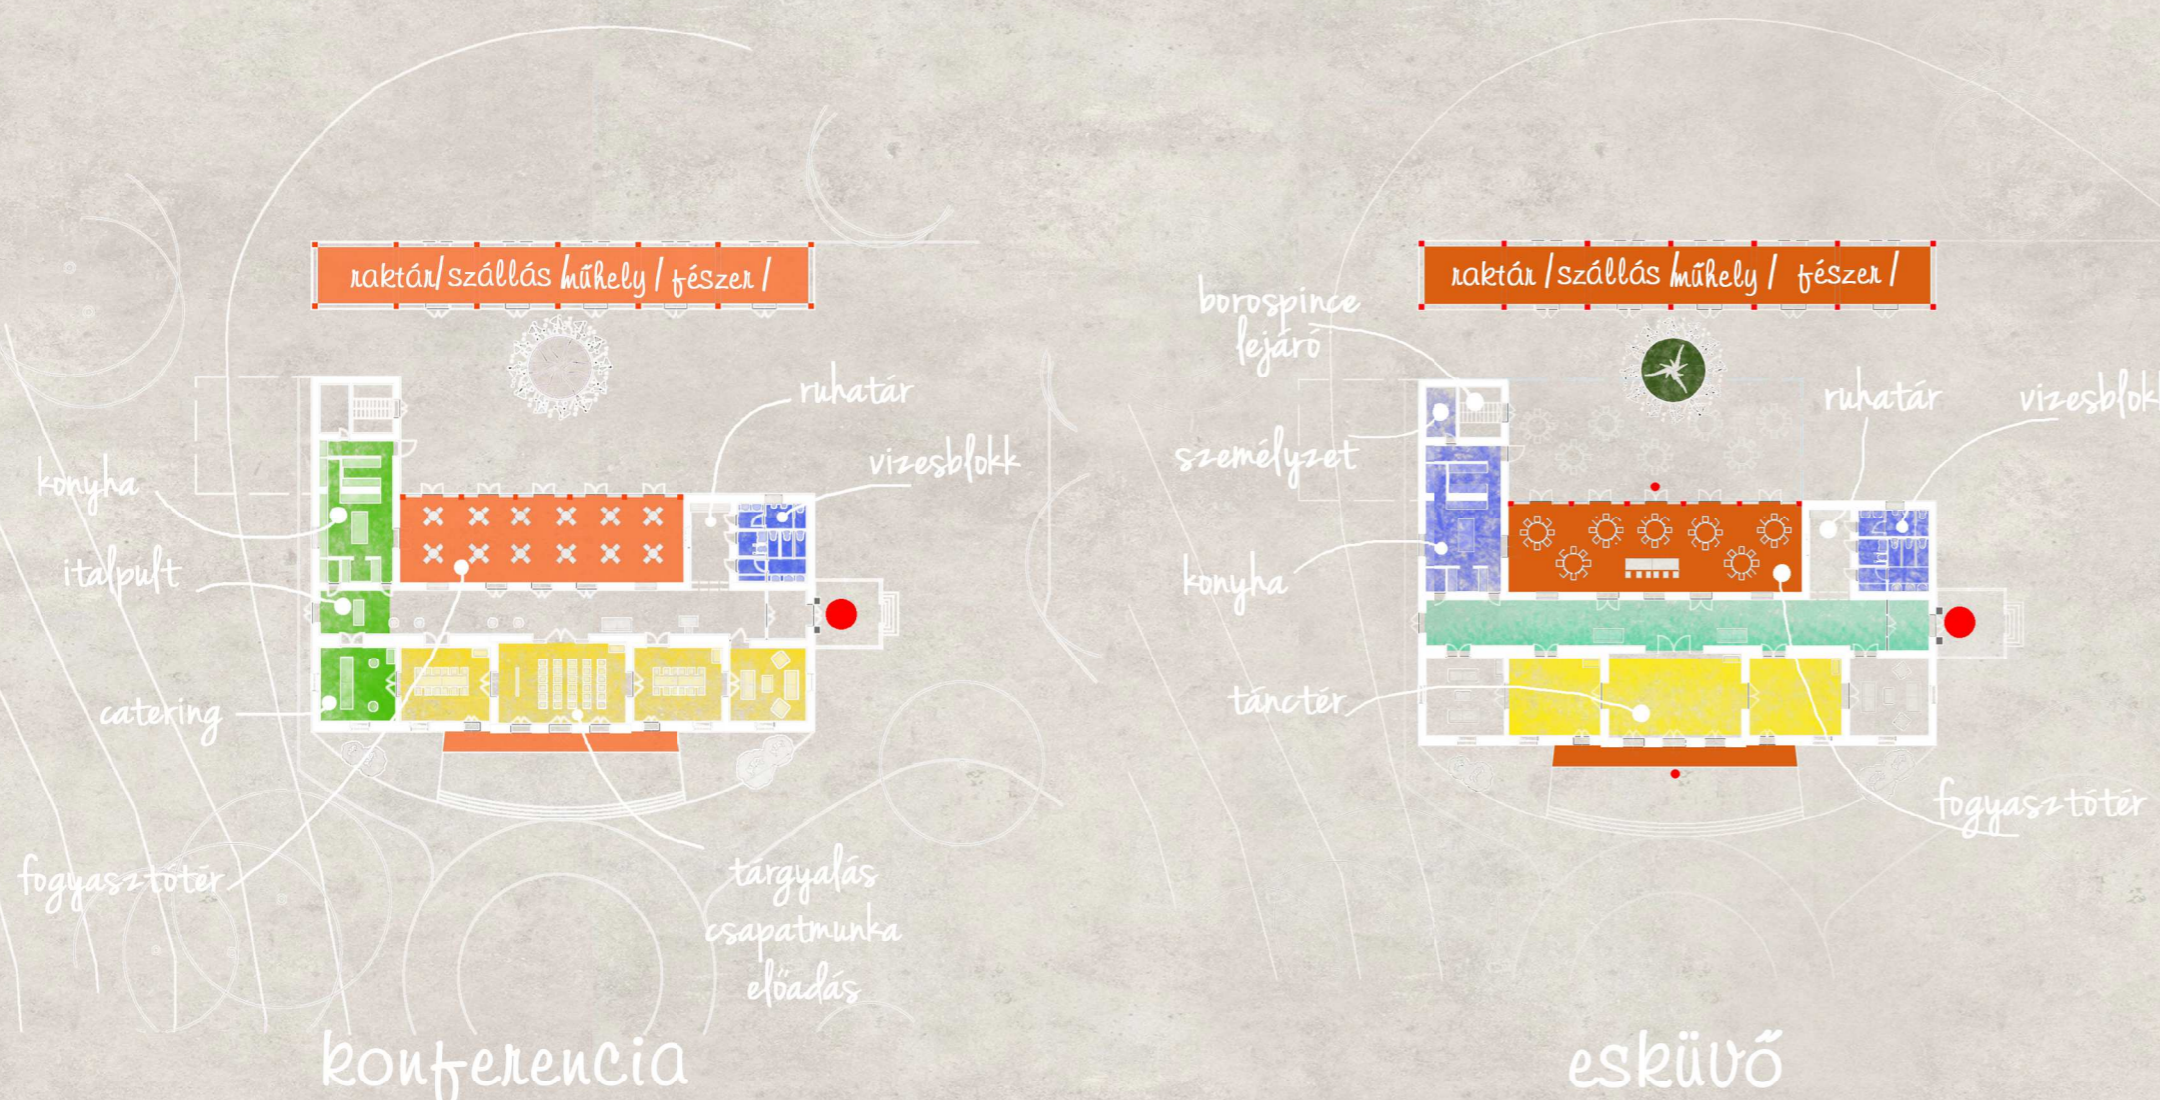 raktár/szállás/műhely/fészer/
ruhatár
vizesblokk
konyha
italpult
catering
fogyasztótér
tárgyalás
csapatmunka
előadás
konferencia
raktár/szállás/műhely/ fészer/
borospince
lejáró
személyzet
konyha
tánctér
ruhatár
vizesblokk
fogyasztótér
esküvő